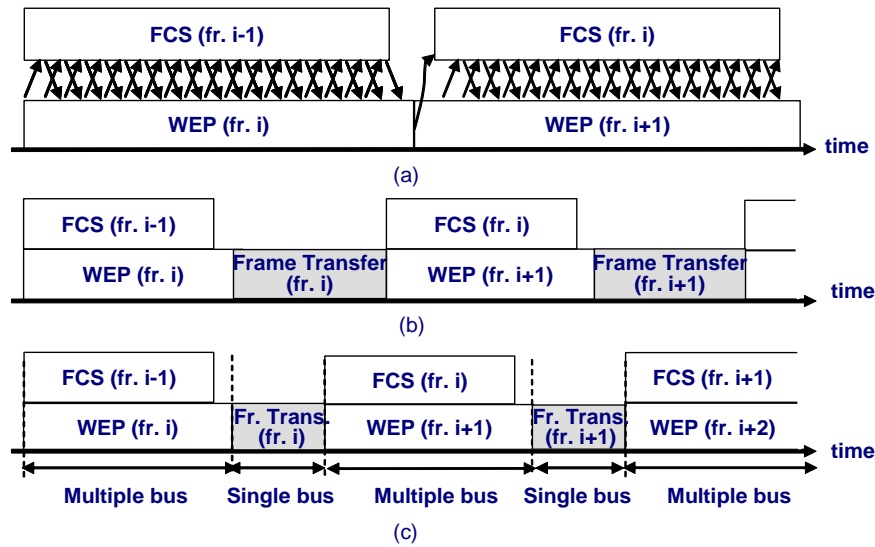 FCS (fr. i-1)
FCS (fr. i)
WEP (fr. i)
WEP (fr. i+1)
time
(a)
FCS (fr. i-1)
FCS (fr. i)
WEP (fr. i)
Frame Transfer
(fr. i)
WEP (fr. i+1)
Frame Transfer
(fr. i+1)
time
(b)
FCS (fr. i-1)
FCS (fr. i)
FCS (fr. i+1)
WEP (fr. i)
Fr. Trans.
(fr. i)
WEP (fr. i+1)
Fr. Trans.
(fr. i+1)
WEP (fr. i+2)
time
Multiple bus
Single bus
Multiple bus
Single bus
Multiple bus
(c)